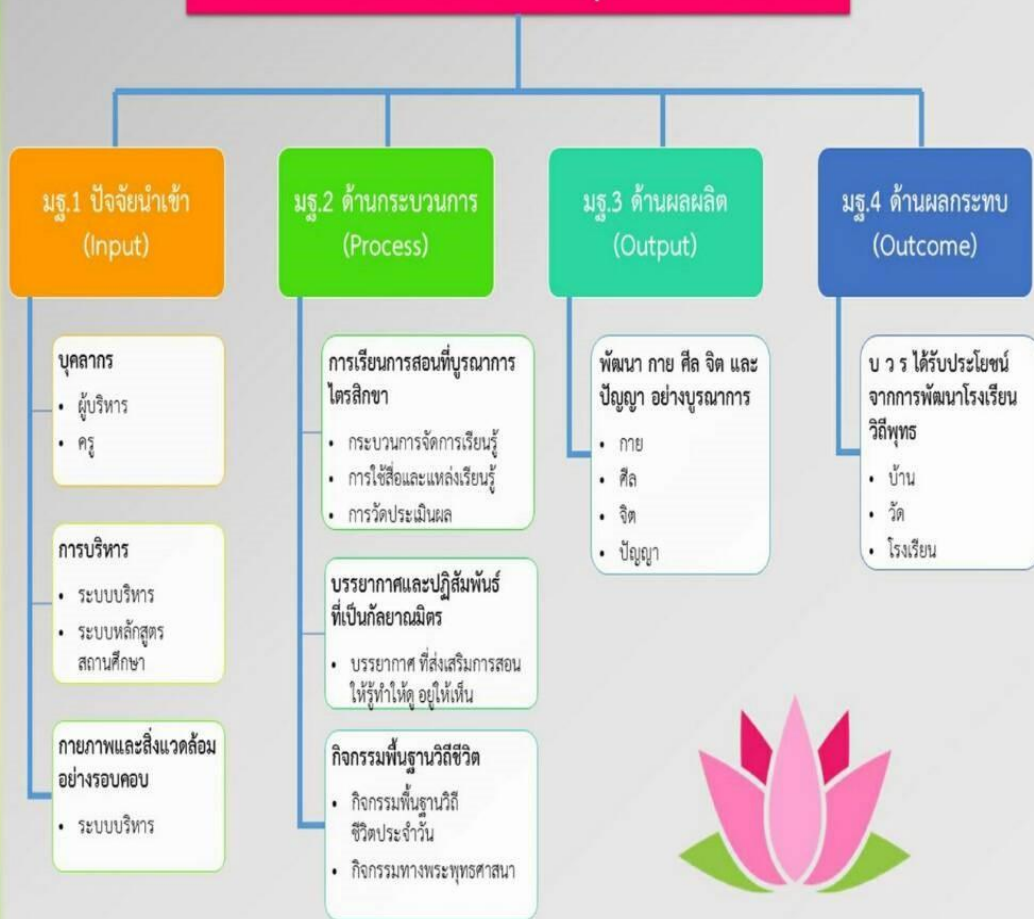 มฐ.1 ปัจจัยนำเข้า
(Input)
บุคลากร
• ผู้บริหาร
• ครู
การบริหาร
• ระบบบริหาร
• ระบบหลักสูตร
สถานศึกษา
กายภาพและสิ่งแวดล้อม
อย่างรอบคอบ
• ระบบบริหาร
มฐ.2 ด้านกระบวนการ
(Process)
การเรียนการสอนที่บูรณาการ
ไตรสิกขา
• กระบวนการจัดการเรียนรู้
• การใช้สื่อและแหล่งเรียนรู้
• การวัดประเมินผล
บรรยากาศและปฏิสัมพันธ์
ที่เป็นกัลยาณมิตร
• บรรยากาศ ที่ส่งเสริมการสอน
ให้รู้ทำให้ดู อยู่ให้เห็น
กิจกรรมพื้นฐานวิถีชีวิต
• กิจกรรมพื้นฐานวิถี
ชีวิตประจำวัน
• กิจกรรมทางพระพุทธศาสนา
มฐ.3 ด้านผลผลิต
(Output)
พัฒนา กาย ศีล จิต และ
ปัญญา อย่างบูรณาการ
• กาย
• ศีล
• จิต
• ปัญญา
มฐ.4 ด้านผลกระทบ
(Outcome)
บ ว ร ได้รับประโยชน์
จากการพัฒนาโรงเรียน
วิถีพุทธ
• บ้าน
• วัด
• โรงเรียน